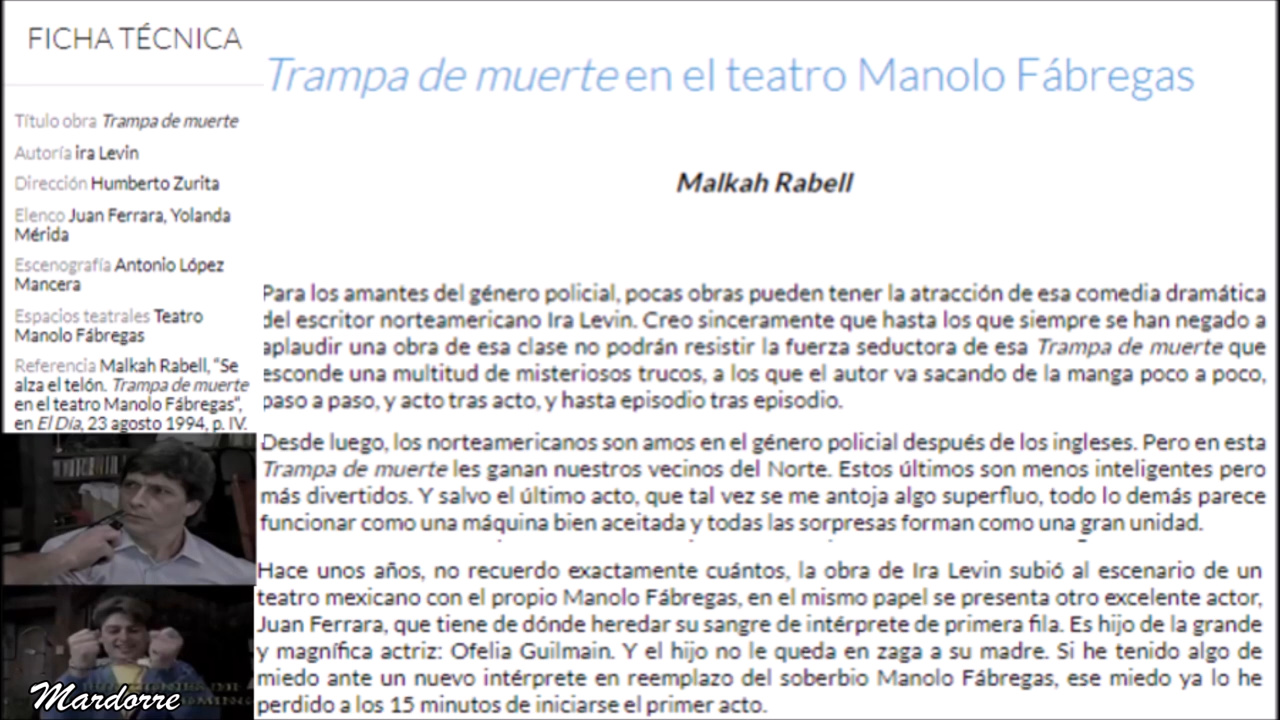 FICHA TÉCNICA
Título obra Trampa de muerte
Autoría ira Levin
Dirección Humberto Zurita
Elenco Juan Ferrara, Yolanda
Mérida
Escenografía Antonio López
Mancera
Espacios teatrales Teatro
Manolo Fábregas
Referencia Malkah Rabell, “Se
alza el telón. Trampa de muerte
en el teatro Manolo Fábregas”,
en El Día, 23 agosto 1994, p. IV.
Trampa de muerte en el teatro Manolo Fábregas
Malkah Rabell
Para los amantes del género policial, pocas obras pueden tener la atracción de esa comedia dramática
del escritor norteamericano Ira Levin. Creo sinceramente que hasta los que siempre se han negado a
aplaudir una obra de esa clase no podrán resistir la fuerza seductora de esa Trampa de muerte que
esconde una multitud de misteriosos trucos, a los que el autor va sacando de la manga poco a poco,
paso a paso, y acto tras acto, y hasta episodio tras episodio.
Desde luego, los norteamericanos son amos en el género policial después de los ingleses. Pero en esta
Trampa de muerte les ganan nuestros vecinos del Norte. Estos últimos son menos inteligentes pero
más divertidos. Y salvo el último acto, que tal vez se me antoja algo superfluo, todo lo demás parece
funcionar como una máquina bien aceitada y todas las sorpresas forman como una gran unidad.
Hace unos años, no recuerdo exactamente cuántos, la obra de Ira Levin subió al escenario de un
teatro mexicano con el propio Manolo Fábregas, en el mismo papel se presenta otro excelente actor,
Juan Ferrara, que tiene de dónde heredar su sangre de intérprete de primera fila. Es hijo de la grande
y magnífica actriz: Ofelia Guilmain. Y el hijo no le queda en zaga a su madre. Si he tenido algo de
miedo ante un nuevo intérprete en reemplazo del soberbio Manolo Fábregas, ese miedo ya lo he
perdido a los 15 minutos de iniciarse el primer acto.
Mardorre